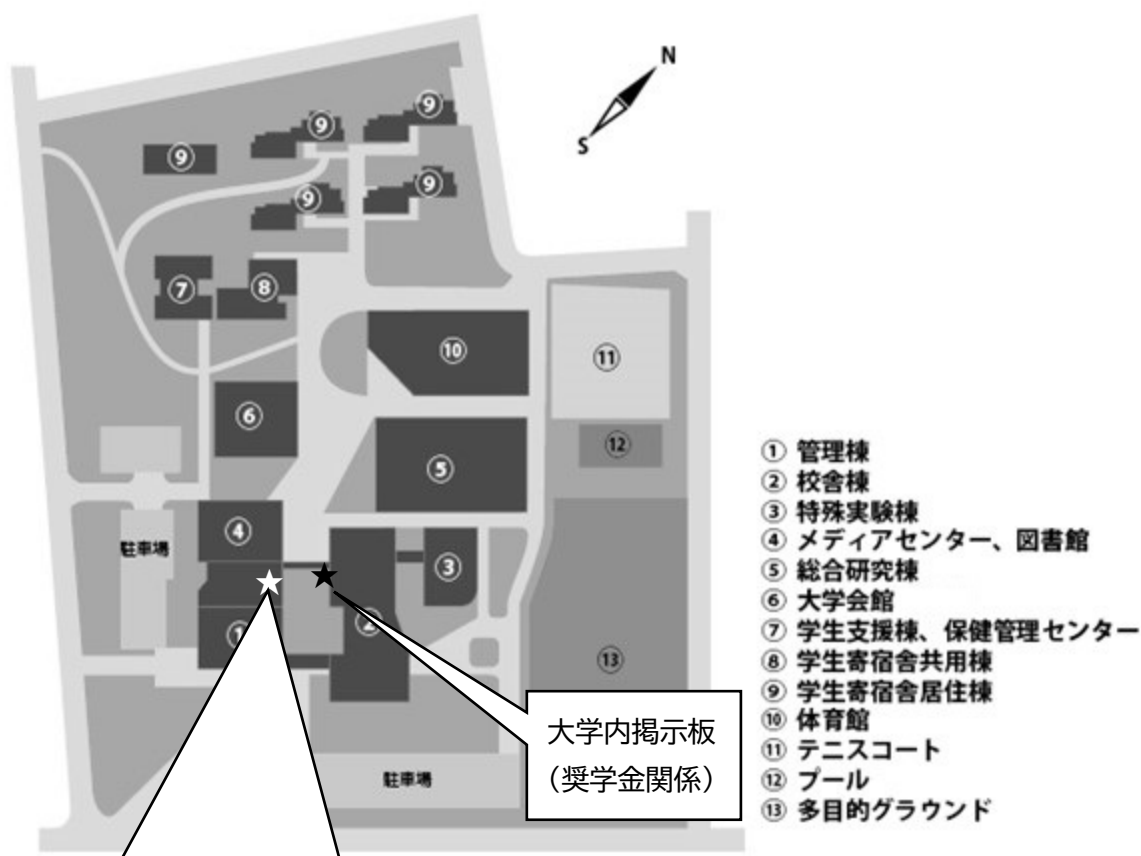 N
S
⑨
⑨
⑨
⑨
⑨
⑦
⑧
⑩
⑪
⑥
⑫
⑤
④
駐車場
③
①
②
⑬
大学内掲示板
(奨学金関係)
駐車場
① 管理棟
② 校舎棟
③ 特殊実験棟
④ メディアセンター、図書館
⑤ 総合研究棟
⑥ 大学会館
⑦ 学生支援棟、保健管理センター
⑧ 学生寄宿舎共用棟
⑨ 学生寄宿舎居住棟
⑩ 体育館
⑪ テニスコート
⑫ プール
⑬ 多目的グラウンド